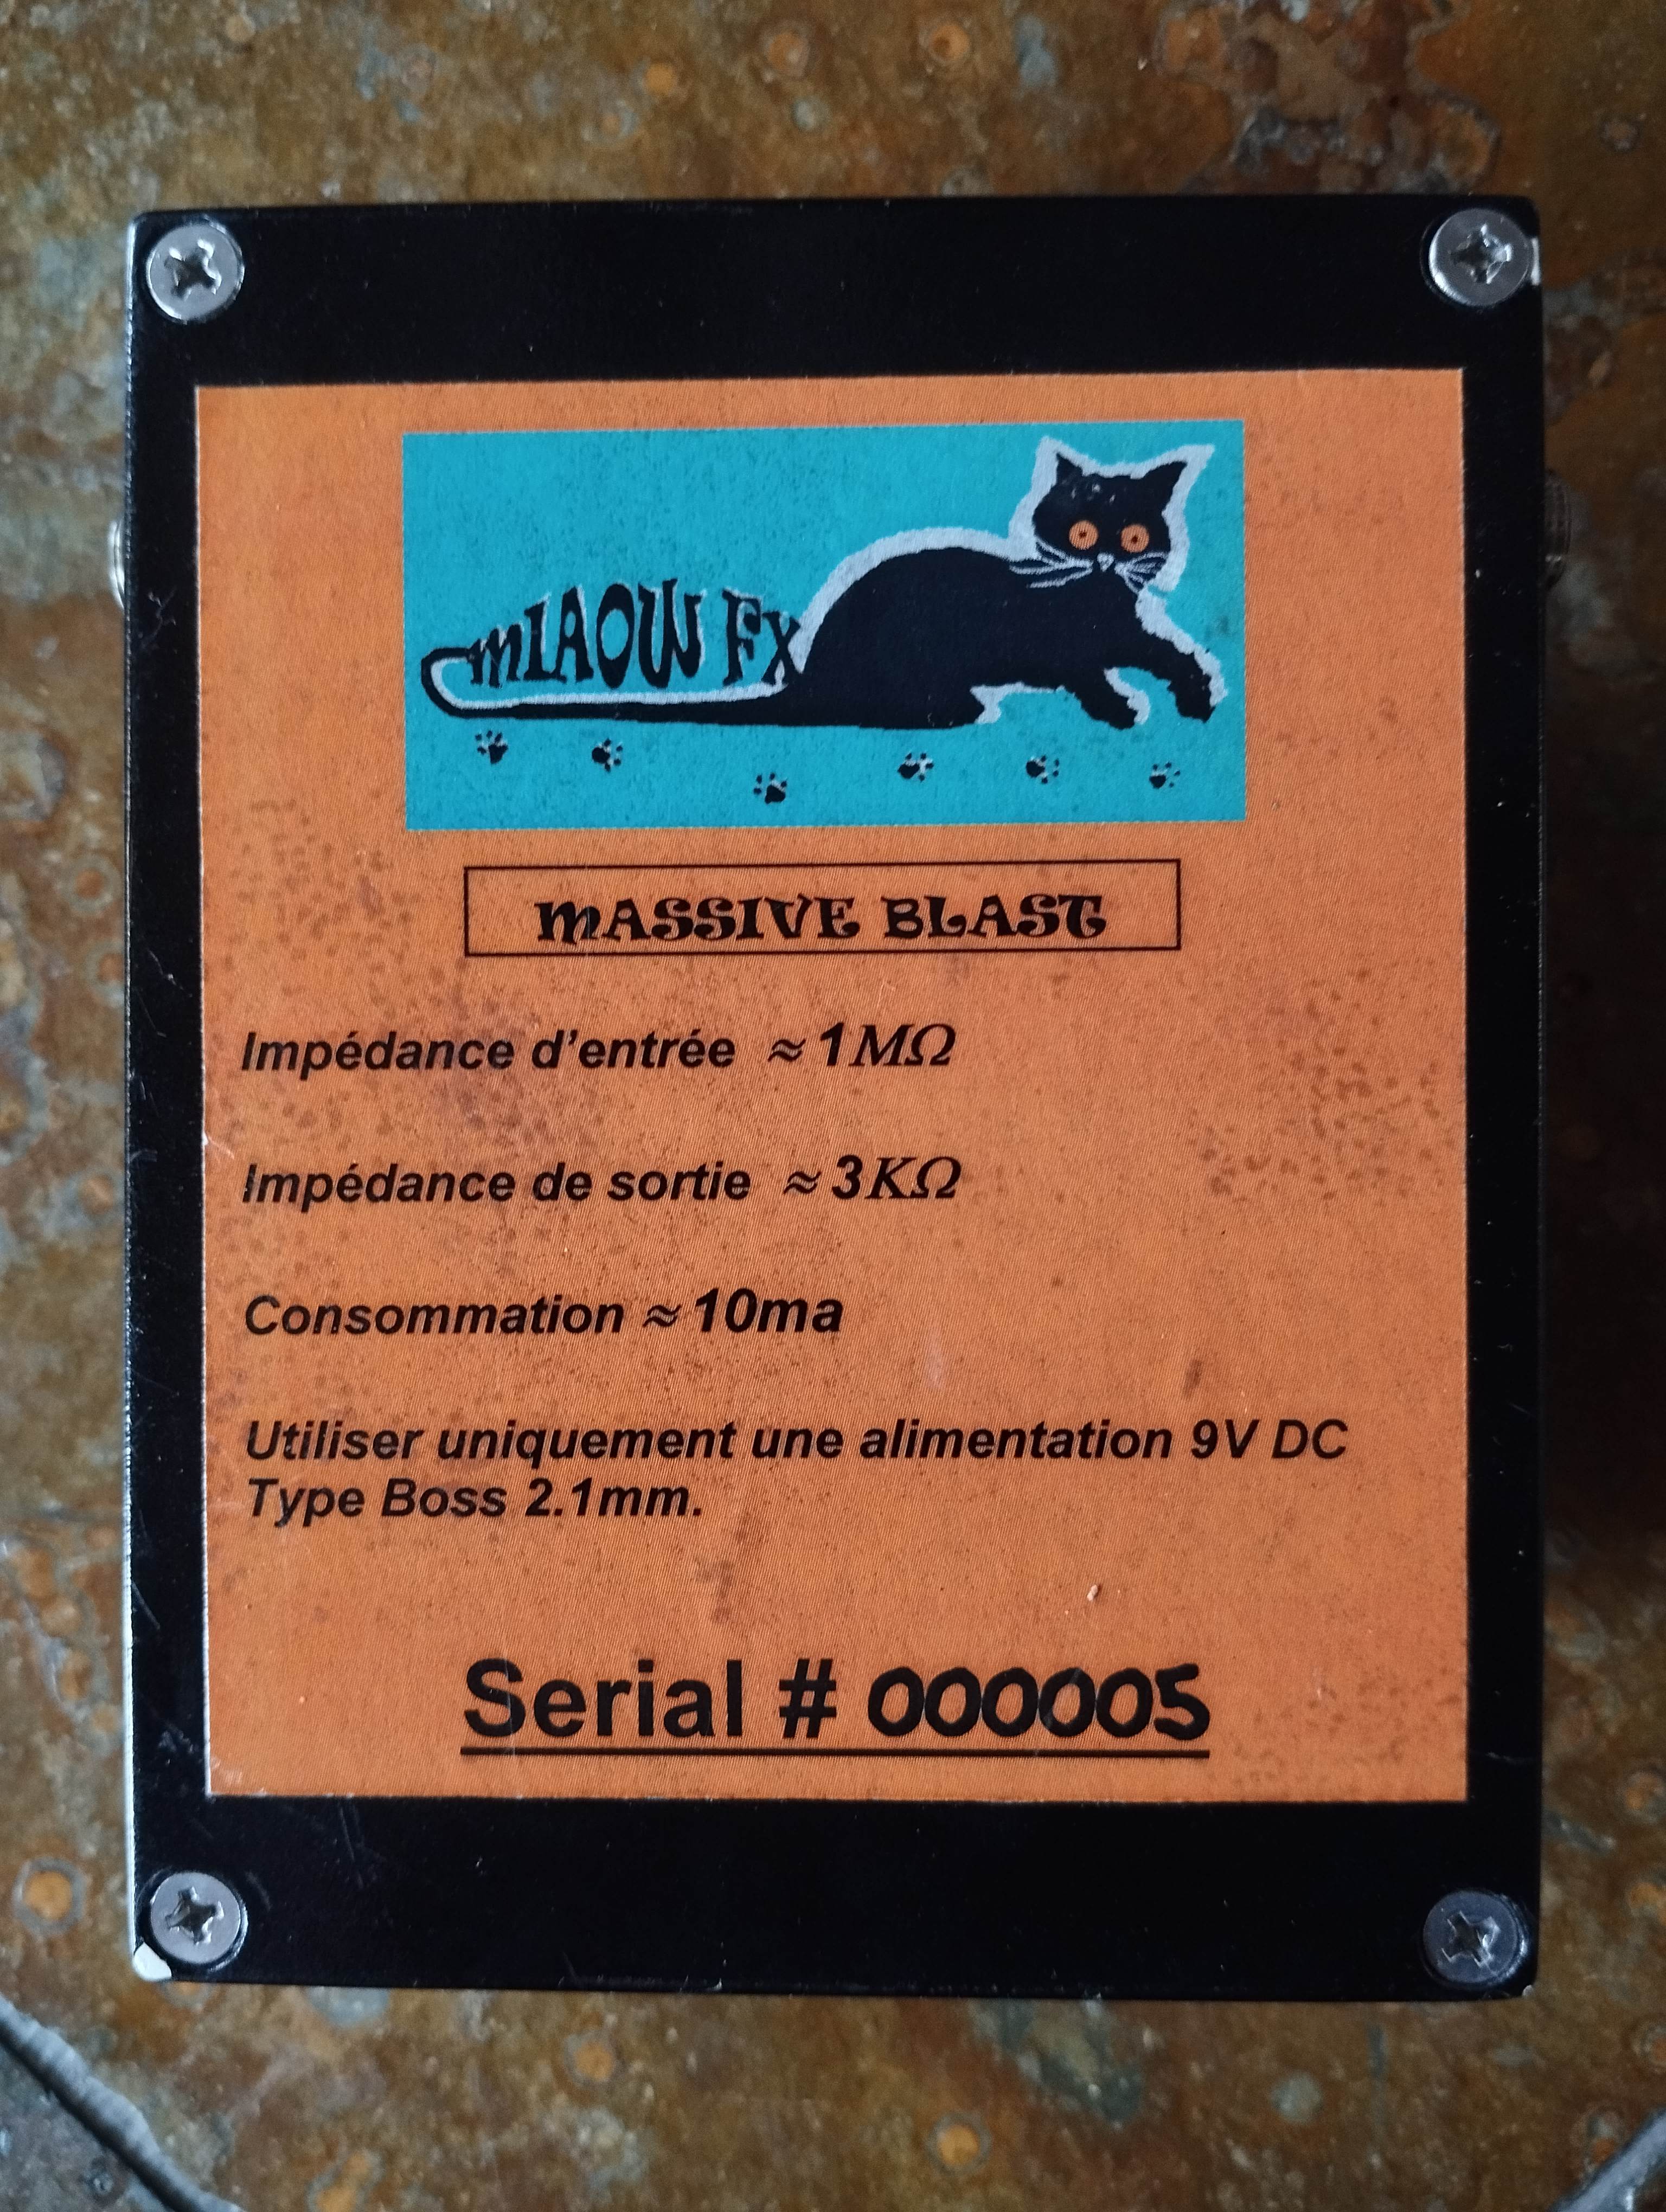 mIAOW FX
MASSIVE BLAST
Impédance d'entrée ≈ 1MΩ
Impédance de sortie ≈ 3KΩ
Consommation ≈ 10ma
Utiliser uniquement une alimentation 9V DC
Type Boss 2.1mm.
Serial # 000005